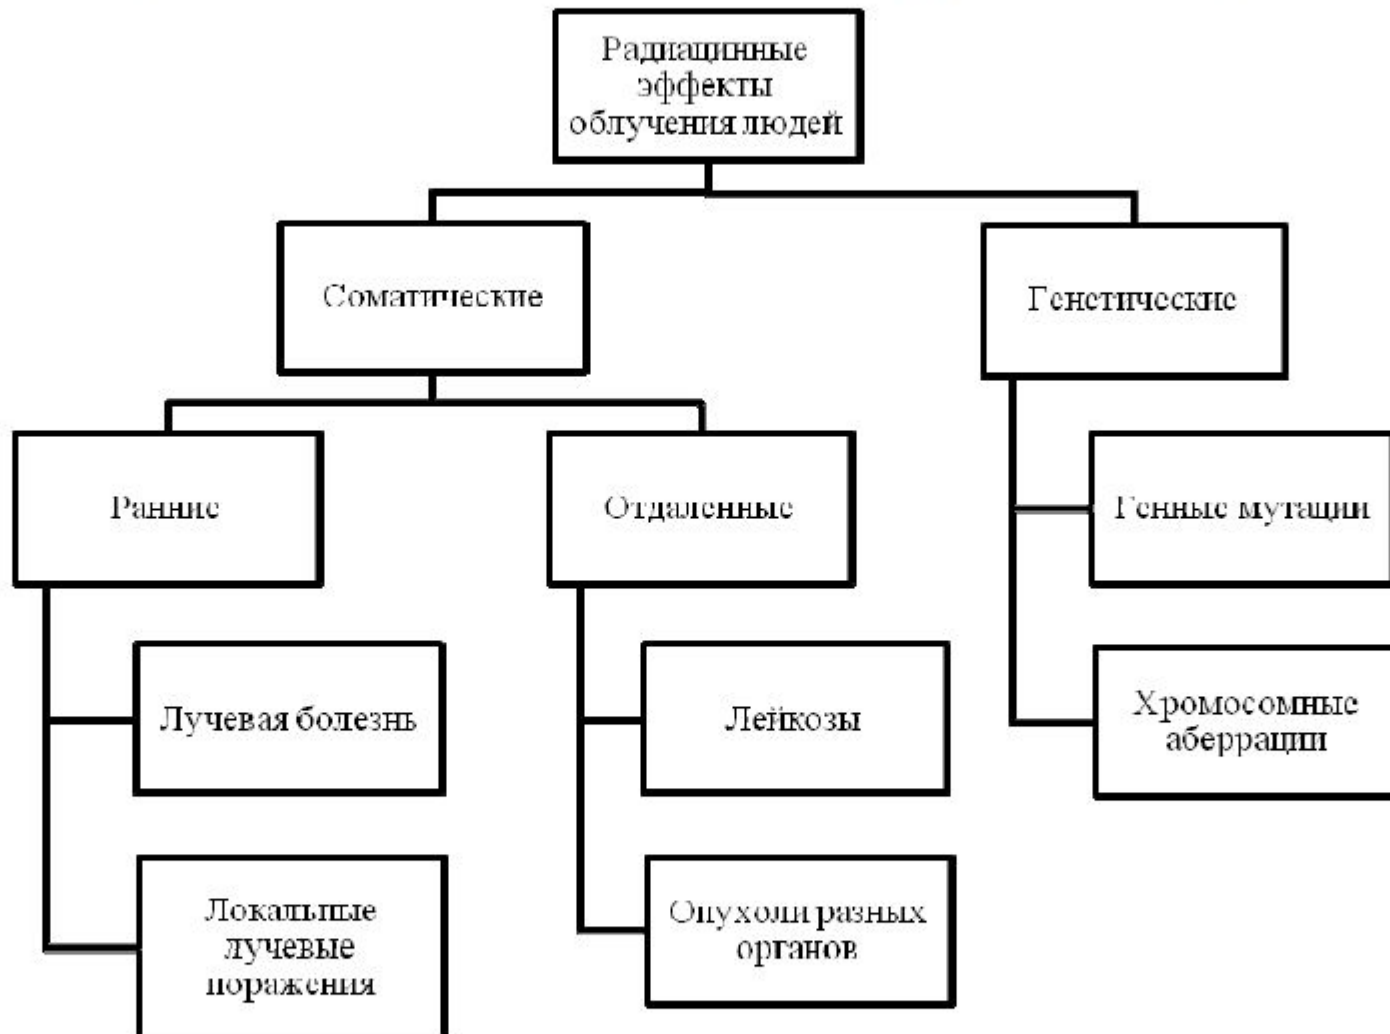 Радиацинные
эффекты
облучения людей
Соматические
Генетические
Ранние
Отдаленные
Генные мутации
Лучевая болезнь
Лейкозы
Хромосомные
аберрации
Локальные
лучевые
поражения
Опухоли разных
органов